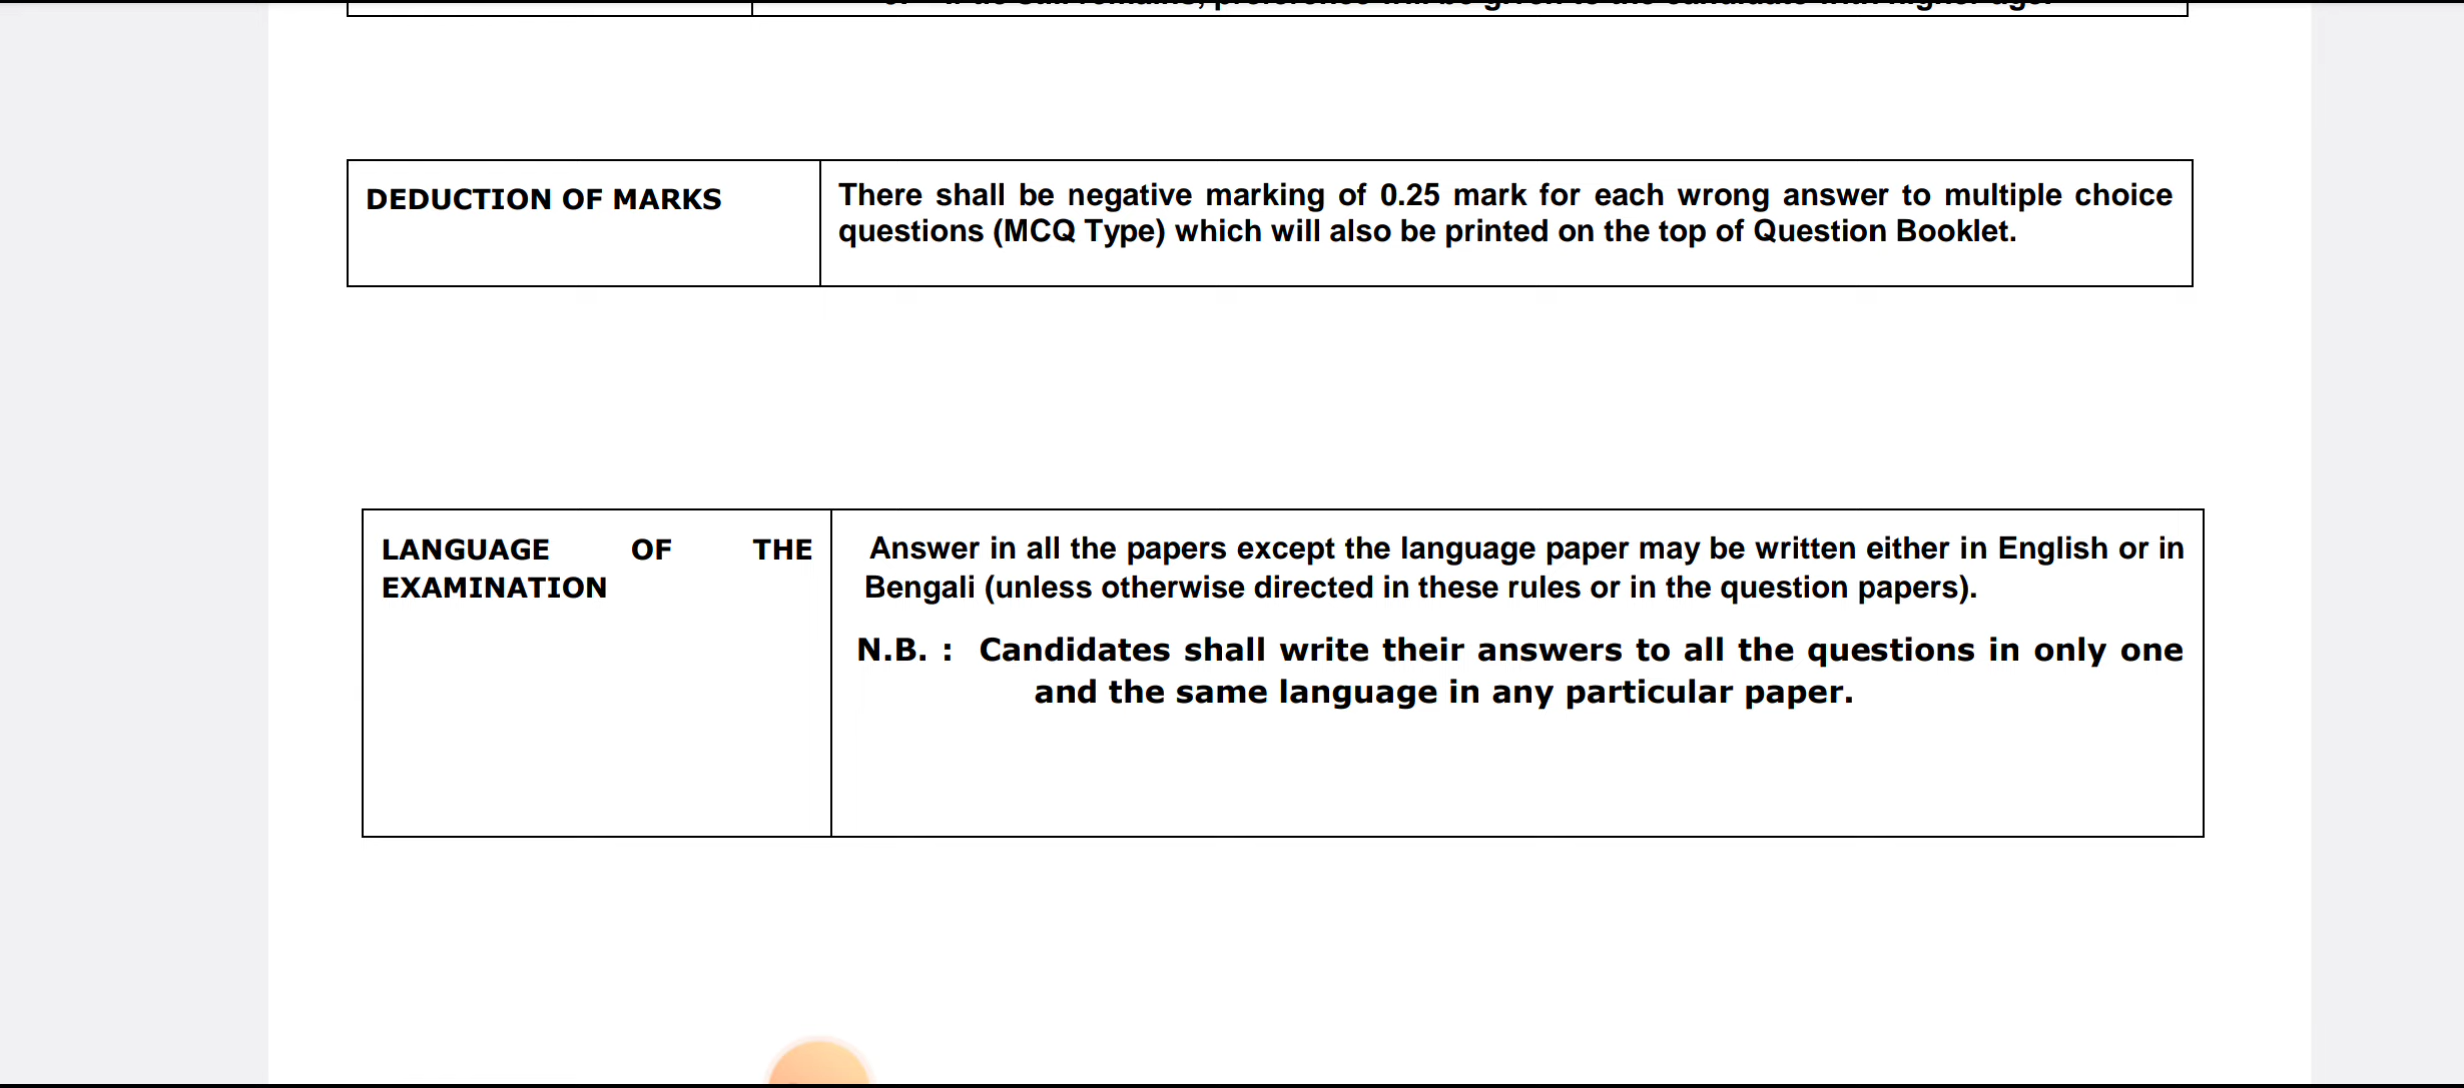 DEDUCTION OF MARKS
There shall be negative marking of 0.25 mark for each wrong answer to multiple choice
questions (MCQ Type) which will also be printed on the top of Question Booklet.
LANGUAGE OF THE
EXAMINATION
Answer in all the papers except the language paper may be written either in English or in
Bengali (unless otherwise directed in these rules or in the question papers).
N.B. : Candidates shall write their answers to all the questions in only one
and the same language in any particular paper.